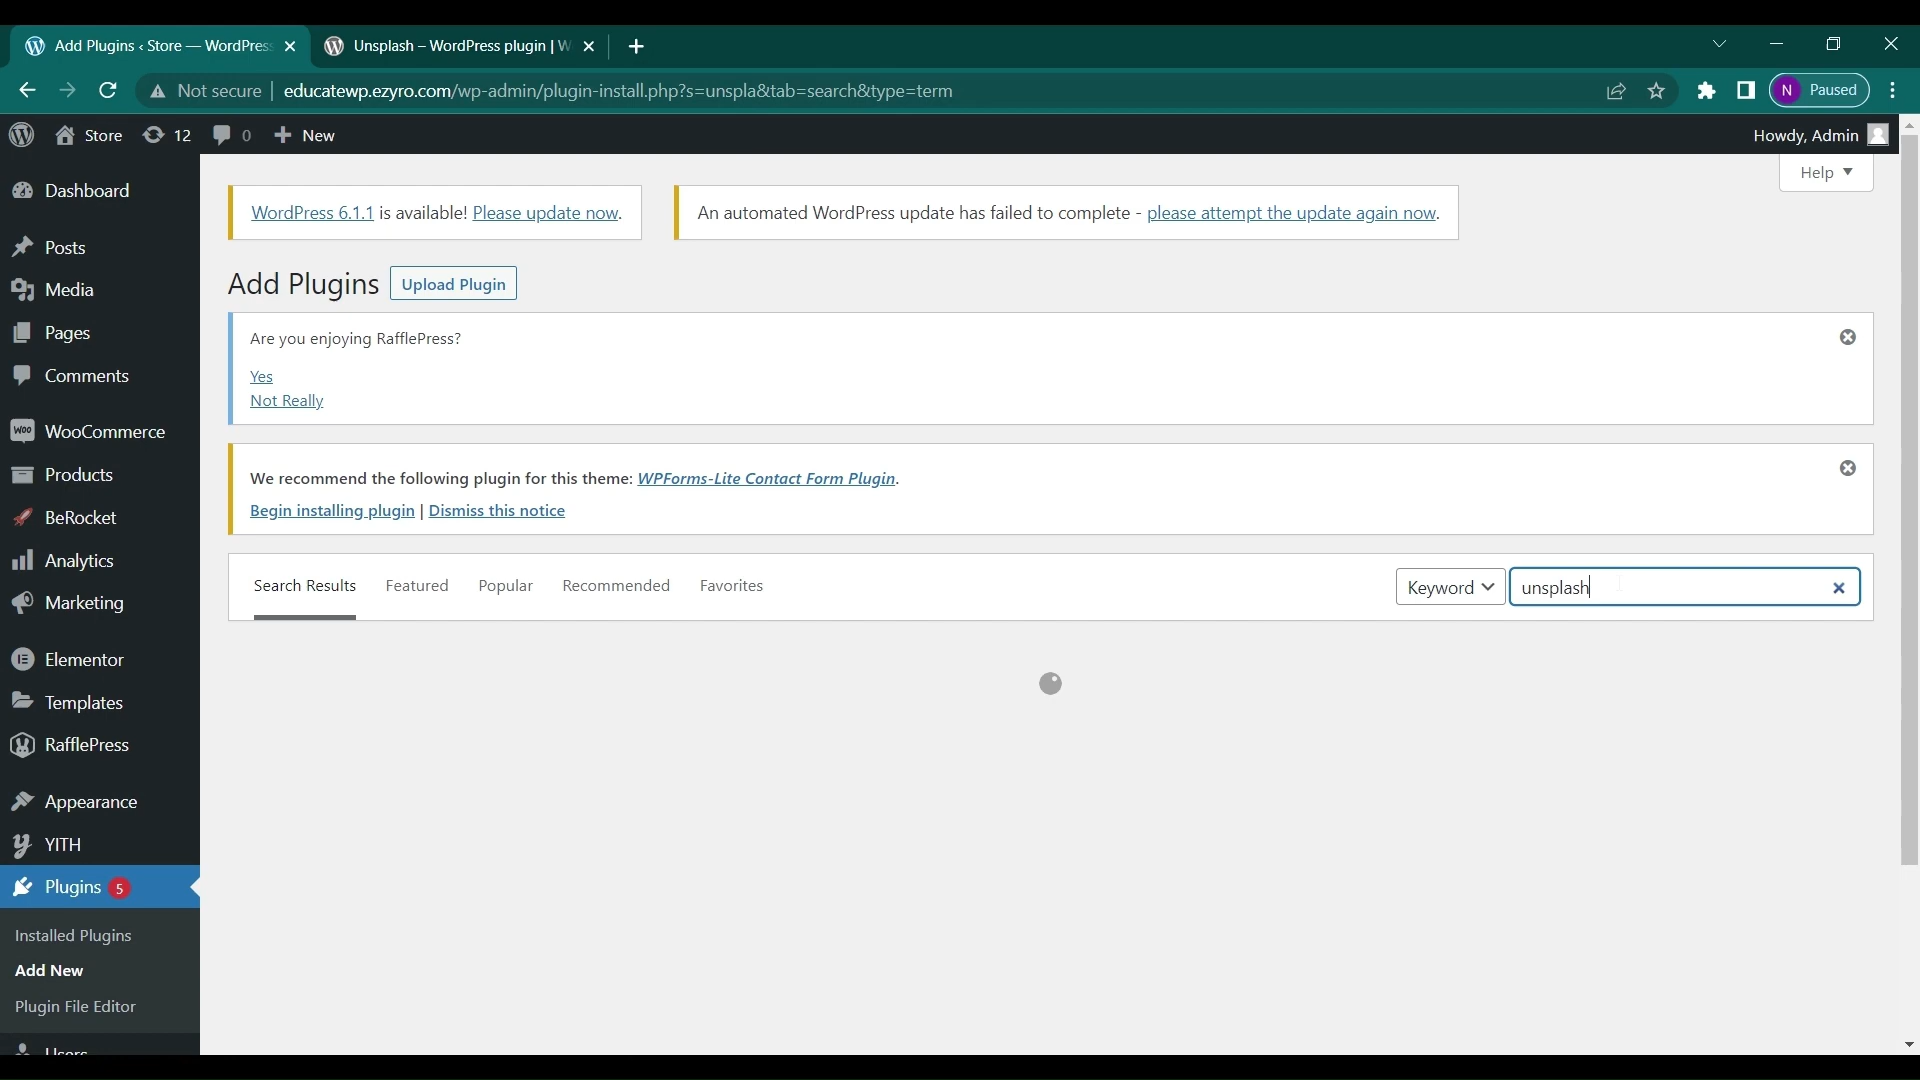 Add Plugins ‹ Store — WordPress
Unsplash – WordPress plugin | W
Not secure
educatewp.ezyro.com/wp-admin/plugin-install.php?s=unspla&tab=search&type=term
N
Paused
Store
12
0
New
Howdy, Admin
Help
Dashboard
Posts
Media
Pages
Comments
WooCommerce
Products
BeRocket
Analytics
Marketing
Elementor
Templates
RafflePress
Appearance
YITH
Plugins 5
Installed Plugins
Add New
Plugin File Editor
Users
WordPress 6.1.1 is available! Please update now.
An automated WordPress update has failed to complete - please attempt the update again now.
Add Plugins
Upload Plugin
Are you enjoying RafflePress?
Yes
Not Really
We recommend the following plugin for this theme: WPForms-Lite Contact Form Plugin.
Begin installing plugin | Dismiss this notice
Search Results
Featured
Popular
Recommended
Favorites
Keyword
unsplash